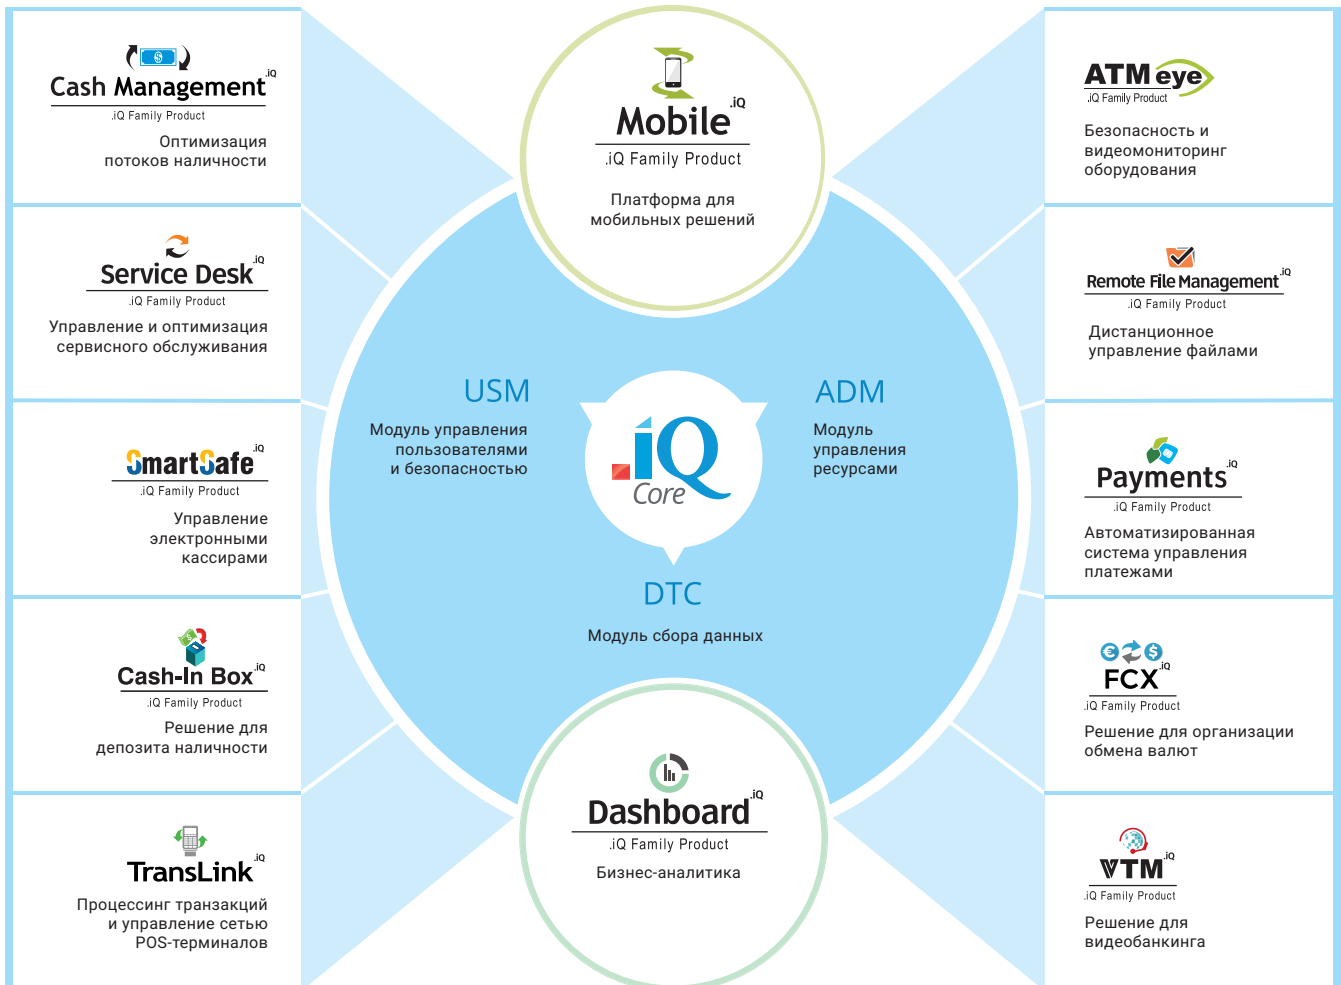 Cash Management.iQ
.iQ Family Product
Оптимизация
потоков наличности
Service Desk.iQ
.iQ Family Product
Управление и оптимизация
сервисного обслуживания
SmartSafe.iQ
.iQ Family Product
Управление
электронными
кассирами
Cash-In Box.iQ
.iQ Family Product
Решение для
депозита наличности
TransLink.iQ
Процессинг транзакций
и управление сетью
POS-терминалов
Mobile.iQ
.iQ Family Product
Платформа для
мобильных решений
USM
Модуль управления
пользователями
и безопасностью
.iQ
Core
ADM
Модуль
управления
ресурсами
DTC
Модуль сбора данных
Dashboard.iQ
.iQ Family Product
Бизнес-аналитика
ATM eye
.iQ Family Product
Безопасность и
видеомониторинг
оборудования
Remote File Management.iQ
.iQ Family Product
Дистанционное
управление файлами
Payments.iQ
.iQ Family Product
Автоматизированная
система управления
платежами
FCX.iQ
.iQ Family Product
Решение для организации
обмена валют
VTM.iQ
.iQ Family Product
Решение для
видеобанкинга